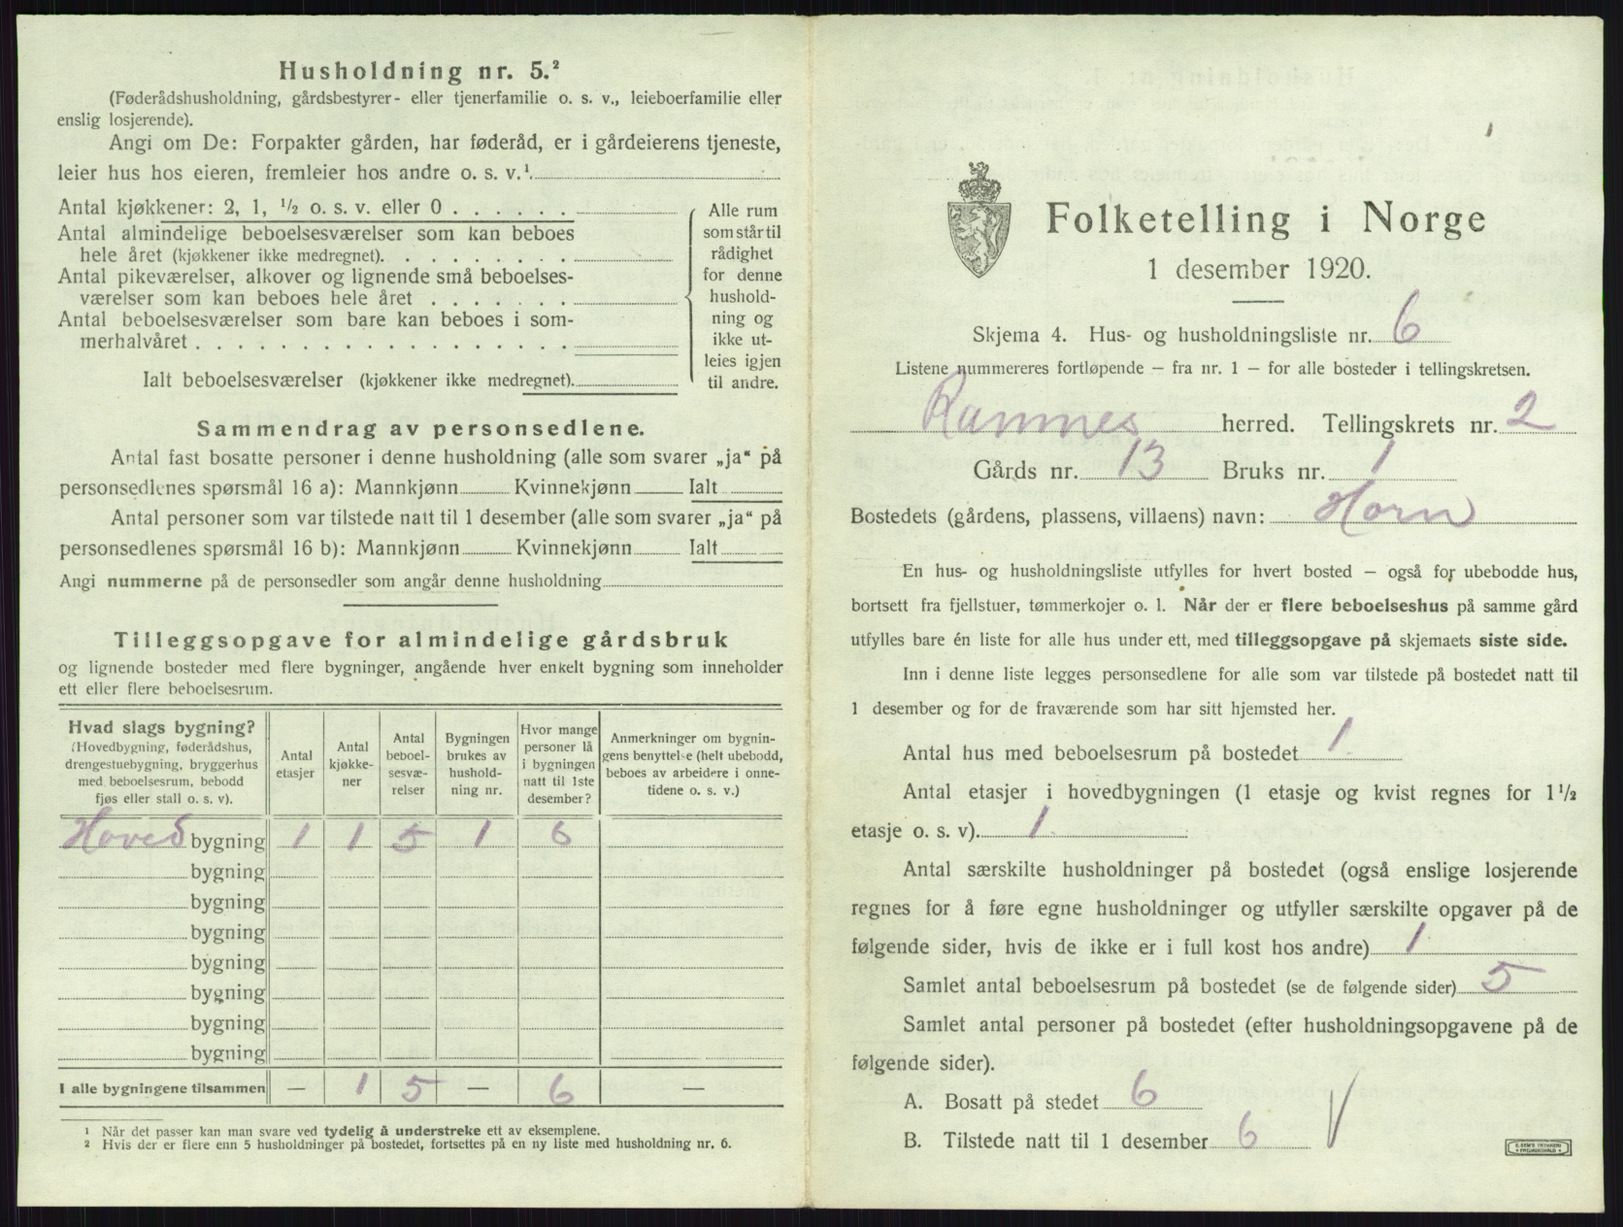 Husholdning nr. 5.²
(Føderådshusholdning, gårdsbestyrer- eller tjenerfamilie o. s. v., leieboerfamilie eller
enslig losjerende).
Angi om De: Forpakter gården, har føderåd, er i gårdeierens tjeneste,
leier hus hos eieren, fremleier hos andre o. s. v.¹
Antal kjøkkener: 2, 1, ½ o. s. v. eller 0 . . . . . .
Antal almindelige beboelsesværelser som kan beboes
hele året (kjøkkener ikke medregnet). . . . . . . . .
Antal pikeværelser, alkover og lignende små beboelses-
værelser som kan beboes hele året . . . . . . .
Antal beboelsesværelser som bare kan beboes i som-
merhalvåret . . . . . . . . . . . . . . . . . .
Ialt beboelsesværelser (kjøkkener ikke medregnet).
Alle rum
som står til
rådighet
for denne
hushold-
ning og
ikke ut-
leies igjen
til andre.
Sammendrag av personsedlene.
Antal fast bosatte personer i denne husholdning (alle som svarer „ja“ på
personsedlenes spørsmål 16 a): Mannkjønn Kvinnekjønn Ialt
Antal personer som var tilstede natt til 1 desember (alle som svarer „ja“ på
personsedlenes spørsmål 16 b): Mannkjønn Kvinnekjønn Ialt
Angi nummerne på de personsedler som angår denne husholdning
Tilleggsopgave for almindelige gårdsbruk
og lignende bosteder med flere bygninger, angående hver enkelt bygning som inneholder
ett eller flere beboelsesrum.
Hvad slags bygning?
(Hovedbygning, føderådshus,
drengestuebygning, bryggerhus
med beboelsesrum, bebodd
fjøs eller stall o. s. v).
Antal
etasjer
Antal
kjøkke-
ner
Antal
beboel-
sesvæ-
relser
Bygningen
brukes av
hushold-
ning nr.
Hvor mange
personer lå
i bygningen
natt til 1ste
desember?
Anmerkninger om bygnin-
gens benyttelse (helt ubebodd,
beboes av arbeidere i onne-
tidene o. s. v.)
Hoved bygning 1 1 5 1 6
bygning
bygning
bygning
bygning
bygning
bygning
bygning
I alle bygningene tilsammen — 1 5 — 6 —
¹ Når det passer kan man svare ved tydelig å understreke ett av eksemplene.
² Hvis der er flere enn 5 husholdninger på bostedet, fortsettes på en ny liste med husholdning nr. 6.
Folketelling i Norge
1 desember 1920.
Skjema 4. Hus- og husholdningsliste nr. 6
Listene nummereres fortløpende – fra nr. 1 – for alle bosteder i tellingskretsen.
Ramnes herred. Tellingskrets nr. 2
Gårds nr. 13 Bruks nr. 1
Bostedets (gårdens, plassens, villaens) navn: Horn
En hus- og husholdningsliste utfylles for hvert bosted – også for ubebodde hus,
bortsett fra fjellstuer, tømmerkojer o. l. Når der er flere beboelseshus på samme gård
utfylles bare én liste for alle hus under ett, med tilleggsopgave på skjemaets siste side.
Inn i denne liste legges personsedlene for alle som var tilstede på bostedet natt til
1 desember og for de fraværende som har sitt hjemsted her.
Antal hus med beboelsesrum på bostedet 1
Antal etasjer i hovedbygningen (1 etasje og kvist regnes for 1½
etasje o. s. v). 1.
Antal særskilte husholdninger på bostedet (også enslige losjerende
regnes for å føre egne husholdninger og utfyller særskilte opgaver på de
følgende sider, hvis de ikke er i full kost hos andre) 1
Samlet antal beboelsesrum på bostedet (se de følgende sider) 5
Samlet antal personer på bostedet (efter husholdningsopgavene på de
følgende sider).
A. Bosatt på stedet 6
B. Tilstede natt til 1 desember 6